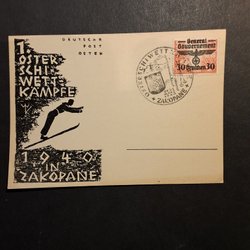 DEUTSCHE
POST
OSTEN
1.
OSTER
SCHI
WETT
KÄMPFE
1940
IN
ZAKOPANE
General
Gouvernement
30 Groschen 30
ZAKOPANE